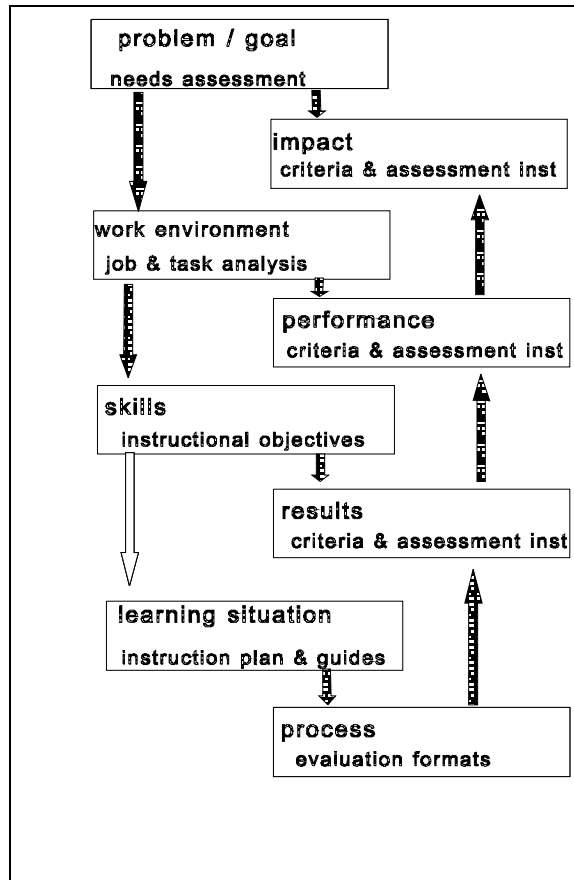 problem / goal
needs assessment
impact
criteria & assessment inst
work environment
job & task analysis
performance
criteria & assessment inst
skills
instructional objectives
results
criteria & assessment inst
learning situation
instruction plan & guides
process
evaluation formats